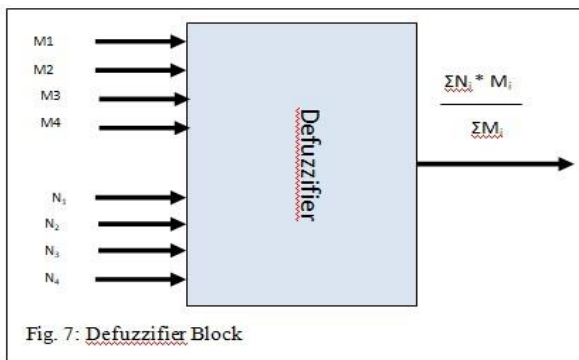 M1
M2
M3
M4
N₁
N₂
N₃
N₄
Defuzzifier
ΣNᵢ * Mᵢ
ΣMᵢ
Fig. 7: Defuzzifier Block